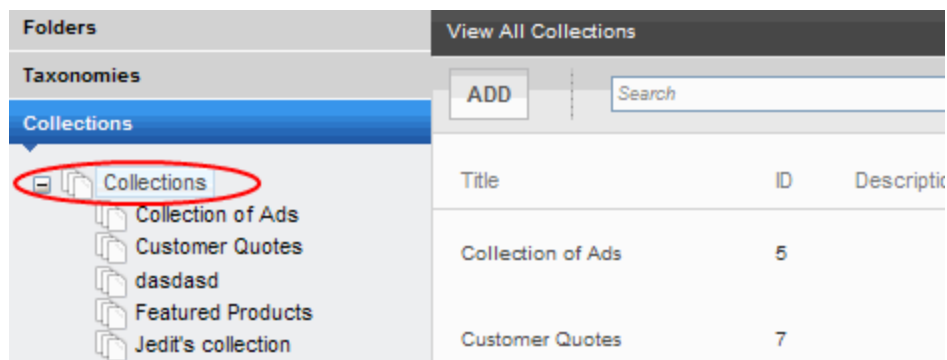 Folders
Taxonomies
Collections
Collections
Collection of Ads
Customer Quotes
dasdasd
Featured Products
Jedit's collection
View All Collections
ADD Search
Title ID Descriptio
Collection of Ads 5
Customer Quotes 7